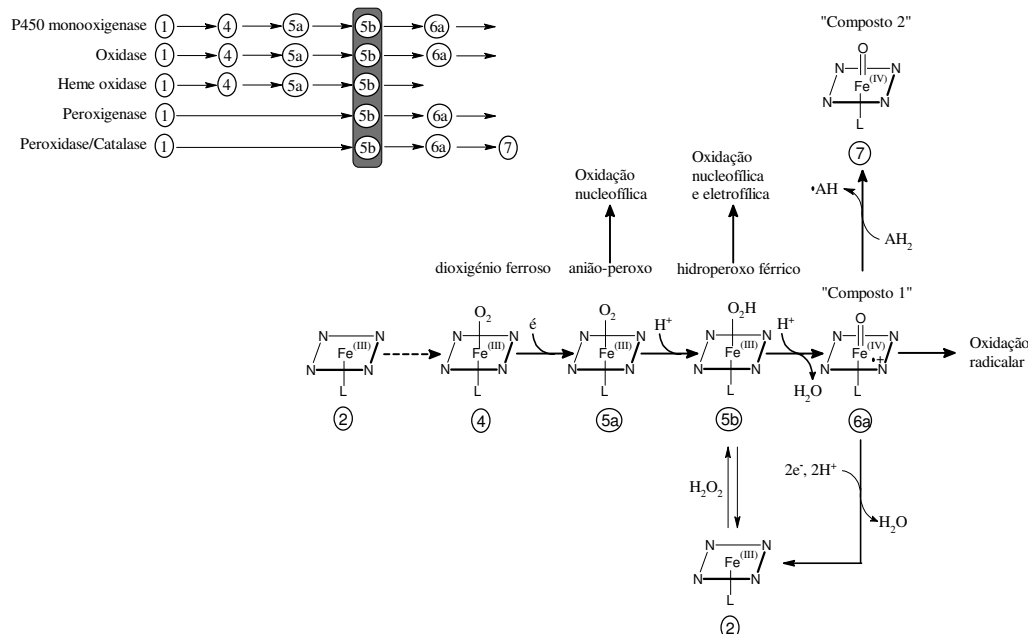 P450 monooxigenase 1 4 5a 5b 6a
Oxidase 1 4 5a 5b 6a
Heme oxidase 1 4 5a 5b
Peroxigenase 1 5b 6a
Peroxidase/Catalase 1 5b 6a 7
"Composto 2"
O
N Fe(IV) N
N N
L
7
•AH
AH2
Oxidação
nucleofílica
Oxidação
nucleofílica
e eletrofílica
dioxigénio ferroso
anião-peroxo
hidroperoxo férrico
"Composto 1"
N Fe(III) N
N N
L
2
O2
N Fe(III) N
N N
L
4
é
O2
N Fe(III) N
N N
L
5a
H+
O2H
N Fe(III) N
N N
L
5b
H+
H2O
O
N Fe(IV) N
N •+ N
L
6a
Oxidação
radicalar
H2O2
2e-, 2H+
H2O
N Fe(III) N
N N
L
2